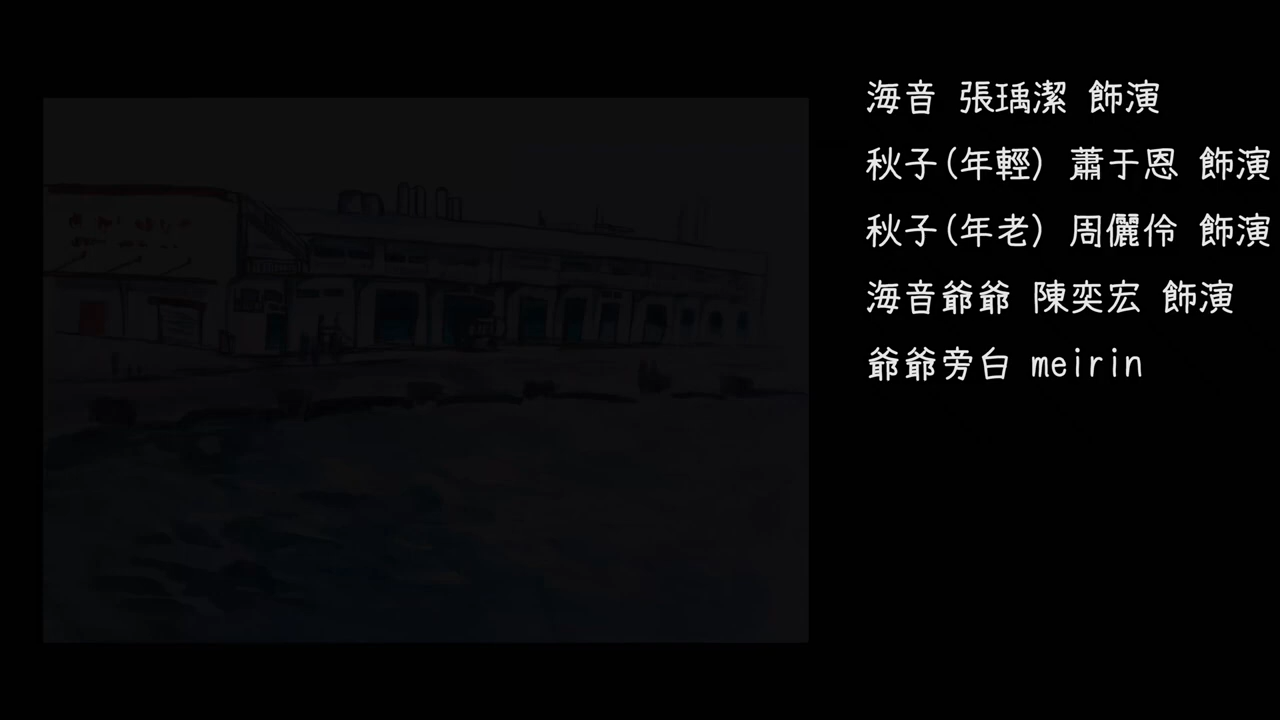 海音 張瑀潔 飾演
秋子(年輕) 蕭于恩 飾演
秋子(年老) 周儷伶 飾演
海音爺爺 陳奕宏 飾演
爺爺旁白 meirin